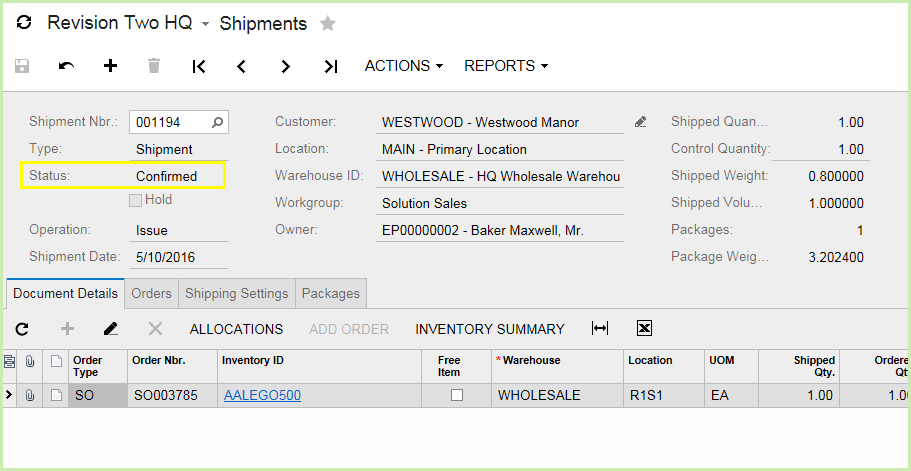 Revision Two HQ Shipments
ACTIONS REPORTS
Shipment Nbr.: 001194 Customer: WESTWOOD - Westwood Manor Shipped Quan... 1.00
Type: Shipment Location: MAIN - Primary Location Control Quantity: 1.00
Status: Confirmed Warehouse ID: WHOLESALE - HQ Wholesale Warehou Shipped Weight: 0.800000
Hold Workgroup: Solution Sales Shipped Volu... 1.000000
Operation: Issue Owner: EP00000002 - Baker Maxwell, Mr. Packages: 1
Shipment Date: 5/10/2016 Package Weig... 3.202400
Document Details Orders Shipping Settings Packages
ALLOCATIONS ADD ORDER INVENTORY SUMMARY
Order Type Order Nbr. Inventory ID Free Item * Warehouse Location UOM Shipped Qty. Ordere Qt
SO SO003785 AALEGO500 WHOLESALE R1S1 EA 1.00 1.00